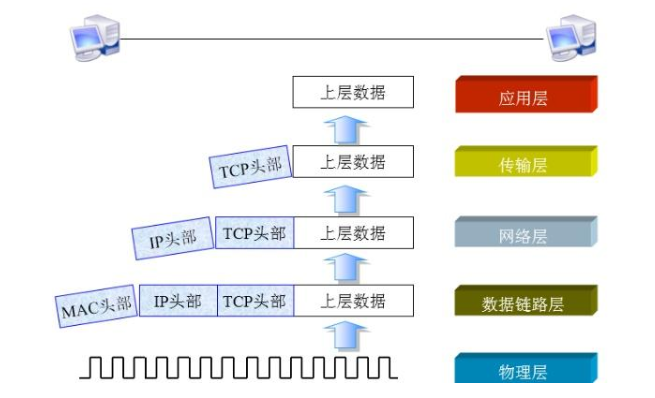 上层数据 应用层
TCP头部 上层数据 传输层
IP头部 TCP头部 上层数据 网络层
MAC头部 IP头部 TCP头部 上层数据 数据链路层
物理层